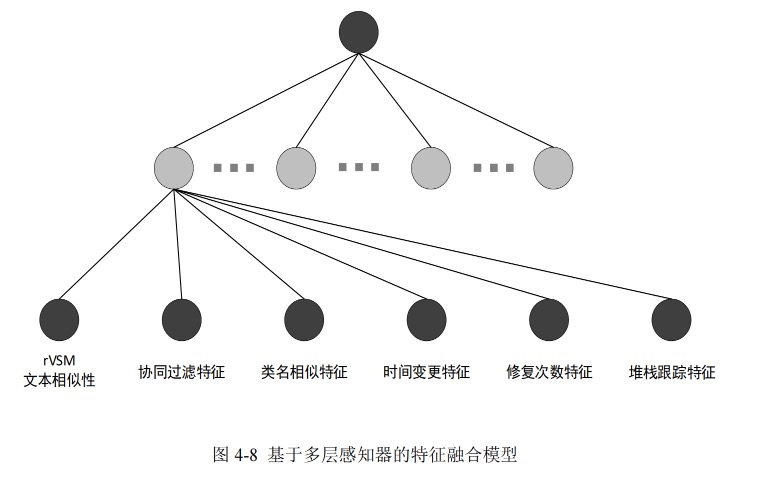 rVSM
文本相似性
协同过滤特征
类名相似特征
时间变更特征
修复次数特征
堆栈跟踪特征
图 4-8 基于多层感知器的特征融合模型